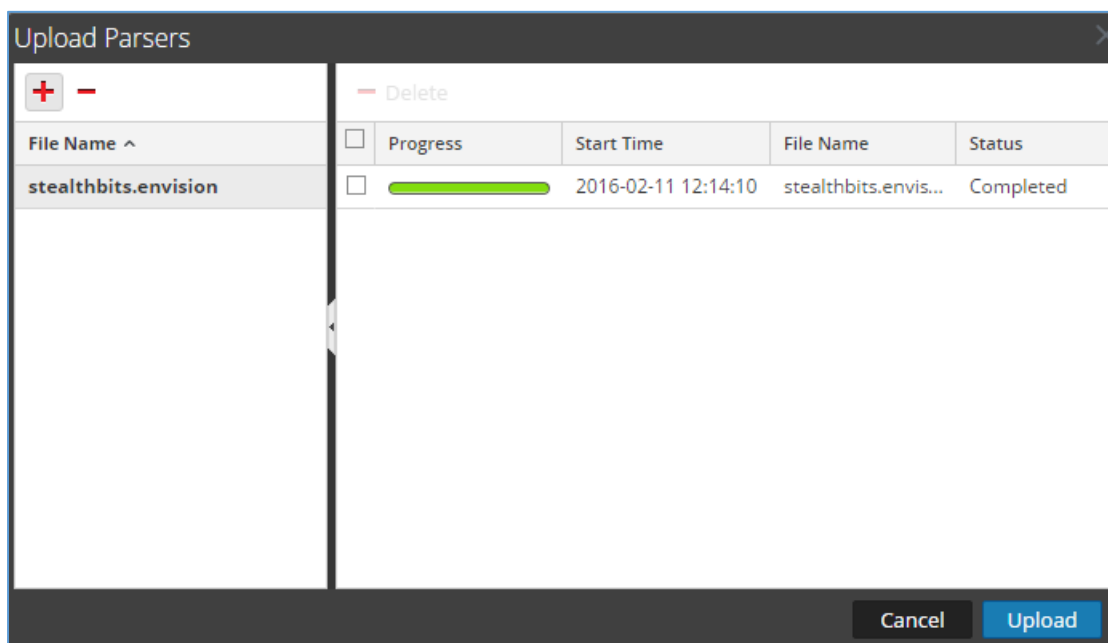 Upload Parsers
Delete
File Name
Progress
Start Time
File Name
Status
stealthbits.envision
2016-02-11 12:14:10
stealthbits.envis...
Completed
Cancel
Upload